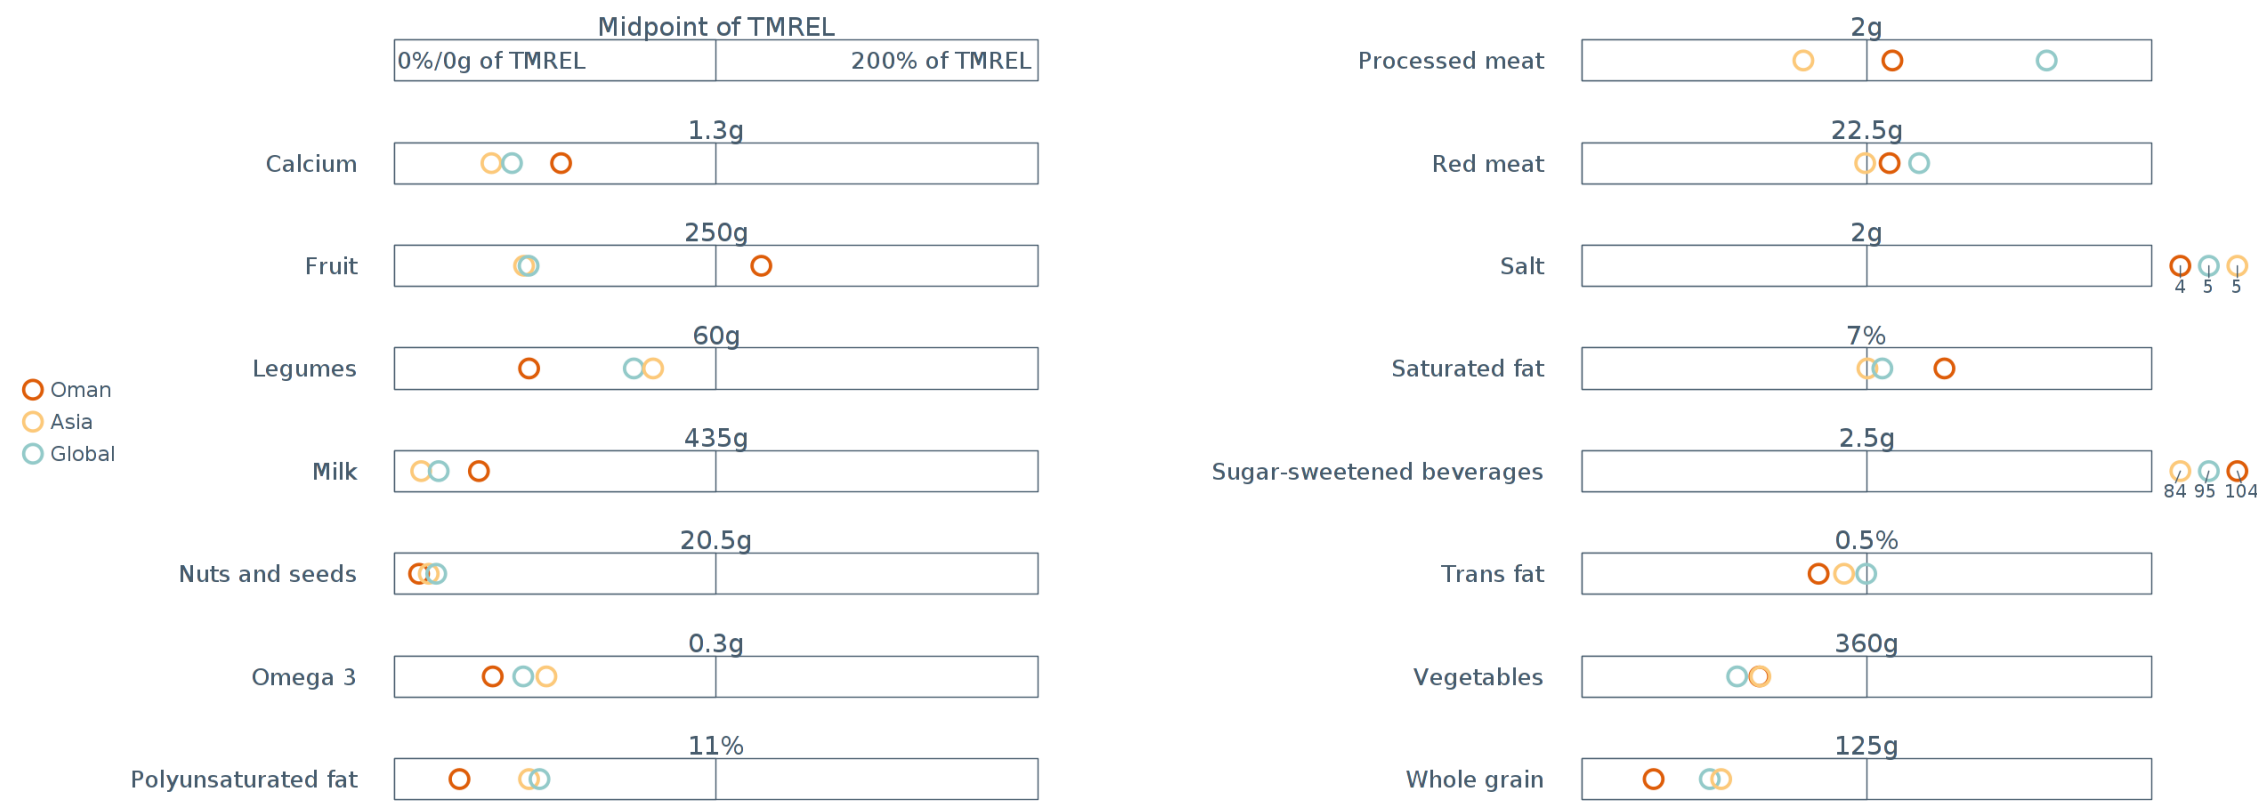 Midpoint of TMREL
0%/0g of TMREL 200% of TMREL
1.3g
Calcium
250g
Fruit
60g
Legumes
435g
Milk
20.5g
Nuts and seeds
0.3g
Omega 3
11%
Polyunsaturated fat
Oman
Asia
Global
2g
Processed meat
22.5g
Red meat
2g
Salt
4 5 5
7%
Saturated fat
2.5g
Sugar-sweetened beverages
84 95 104
0.5%
Trans fat
360g
Vegetables
125g
Whole grain